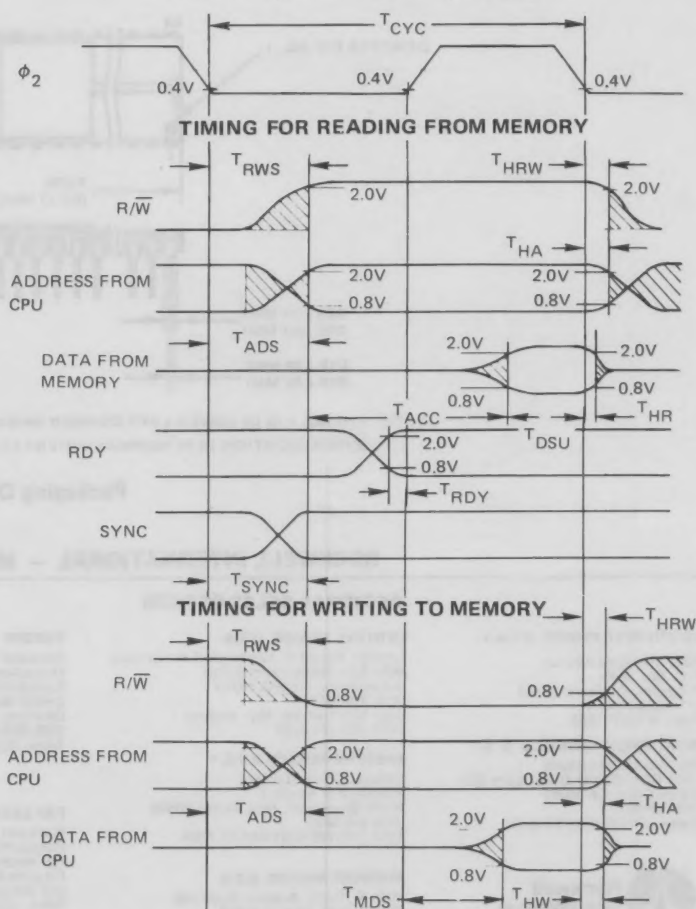 T_CYC
φ2
0.4V 0.4V 0.4V
TIMING FOR READING FROM MEMORY
T_RWS T_HRW
R/W̅ 2.0V 2.0V
T_HA
ADDRESS FROM CPU 2.0V 0.8V 2.0V 0.8V
T_ADS
DATA FROM MEMORY 2.0V 0.8V 0.8V
T_ACC T_DSU T_HR
RDY 2.0V 0.8V
T_RDY
SYNC
T_SYNC
TIMING FOR WRITING TO MEMORY
T_RWS T_HRW
R/W̅ 0.8V 0.8V
ADDRESS FROM CPU 2.0V 0.8V 2.0V 0.8V
T_ADS T_HA
DATA FROM CPU 2.0V 0.8V 2.0V 0.8V
T_MDS T_HW